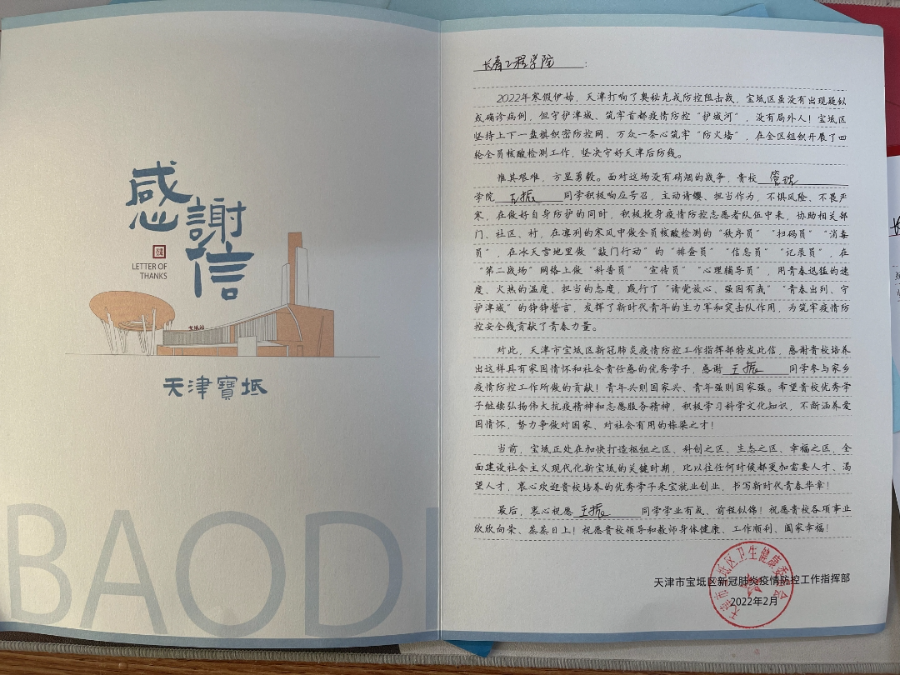 感謝信
LETTER OF
THANKS
天津寶坻
BAODI
长春工程学院:
2022年寒假伊始,天津打响了奥秘克戎防控阻击战,宝坻区虽没有出现疑似
或确诊病例,但守护津城、筑牢首都疫情防控“护城河”,没有局外人!宝坻区
坚持上下一盘棋织密防控网、万众一条心筑牢“防火墙”,在全区组织开展了四
轮全员核酸检测工作,坚决守好天津后防线。
惟其艰难,方显勇毅。面对这场没有硝烟的战争,贵校 管理
学院 王振 同学积极响应号召,主动请缨、担当作为,不惧风险、不畏严
寒,在做好自身防护的同时,积极投身疫情防控志愿者队伍中来,协助相关部
门、社区、村,在凛冽的寒风中做全员核酸检测的“秩序员”“扫码员”“消毒
员”,在冰天雪地里做“敲门行动”的“排查员”“信息员”“记录员”,在
“第二战场”网络上做“科普员”“宣传员”“心理辅导员”,用青春迅猛的速
度、火热的温度、担当的态度,践行了“请党放心、强国有我”“青春出列、守
护津城”的铮铮誓言,发挥了新时代青年的生力军和突击队作用,为筑牢疫情防
控安全线贡献了青春力量。
对此,天津市宝坻区新冠肺炎疫情防控工作指挥部特发此信,感谢贵校培养
出这样具有家国情怀和社会责任感的优秀学子,感谢 王振 同学参与家乡
疫情防控工作所做的贡献!青年兴则国家兴、青年强则国家强。希望贵校优秀学
子继续弘扬伟大抗疫精神和志愿服务精神,积极学习科学文化知识,不断涵养爱
国情怀,努力争做对国家、对社会有用的栋梁之才!
当前,宝坻正处在加快打造枢纽之区、科创之区、生态之区、幸福之区,全
面建设社会主义现代化新宝坻的关键时期,比以往任何时候都更加需要人才、渴
望人才,衷心欢迎贵校培养的优秀学子来宝就业创业,书写新时代青春华章!
最后,衷心祝愿 王振 同学学业有成、前程似锦!祝愿贵校各项事业
欣欣向荣、蒸蒸日上!祝愿贵校领导和教师身体健康,工作顺利,阖家幸福!
天津市宝坻区新冠肺炎疫情防控工作指挥部
2022年2月
天津市宝坻区卫生健康委员会